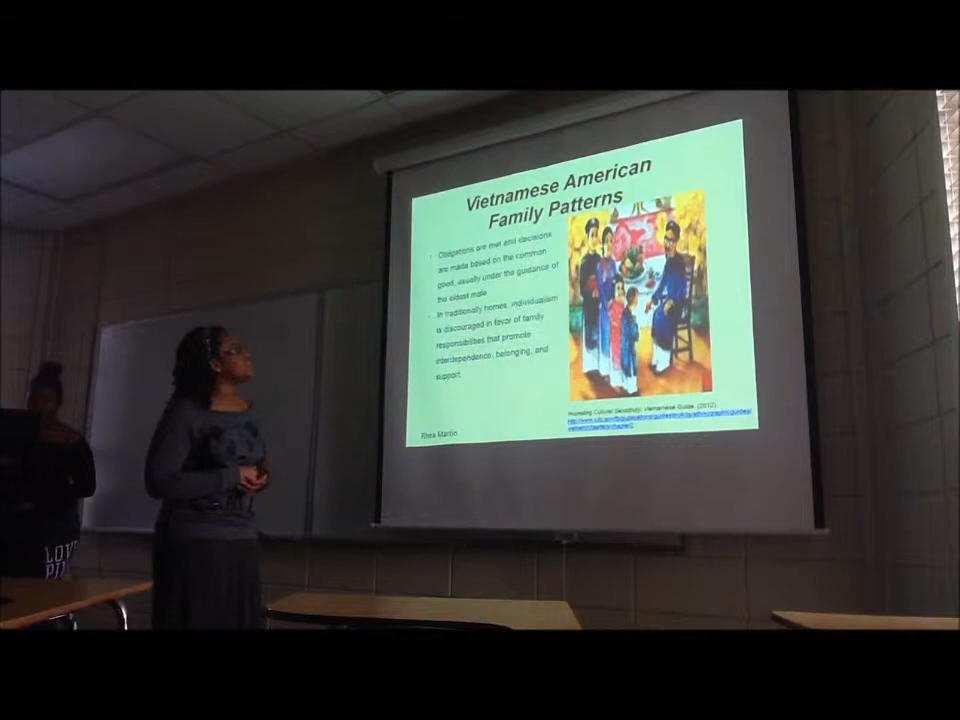 Vietnamese American
Family Patterns
Obligations are met and decisions
are made based on the common
good, usually under the guidance of
the eldest male
In traditionally homes, individualism
is discouraged in favor of family
responsibilities that promote
interdependence, belonging, and
support.
Promoting Cultural Sensitivity: Vietnamese Guide. (2012).
Rhea Martin
LOVE